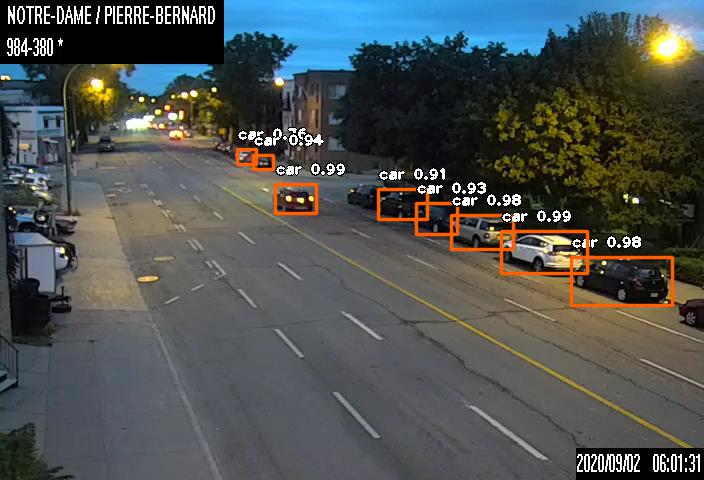 NOTRE-DAME / PIERRE-BERNARD
984-380 *
car 0.76
car 0.94
car 0.99
car 0.91
car 0.93
car 0.98
car 0.99
car 0.98
2020/09/02 06:01:31